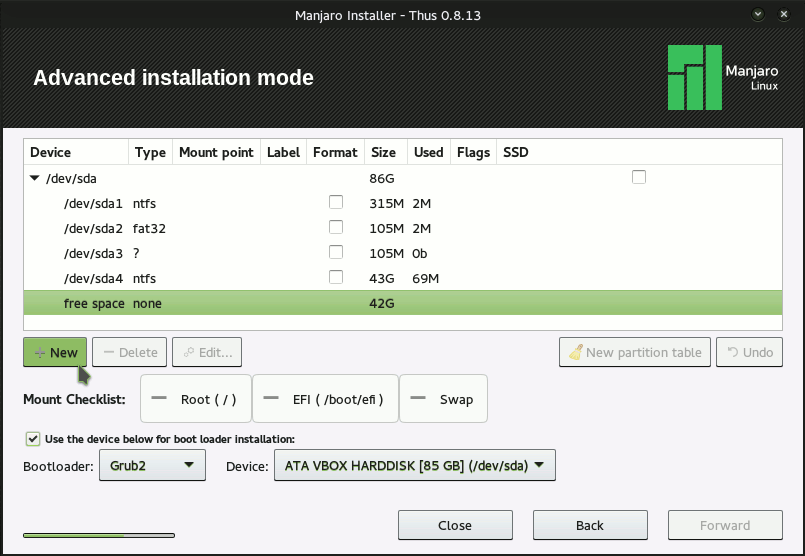 Manjaro Installer - Thus 0.8.13
Advanced installation mode
Manjaro
Linux
Device Type Mount point Label Format Size Used Flags SSD
/dev/sda 86G
/dev/sda1 ntfs 315M 2M
/dev/sda2 fat32 105M 2M
/dev/sda3 ? 105M 0b
/dev/sda4 ntfs 43G 69M
free space none 42G
New Delete Edit... New partition table Undo
Mount Checklist: Root ( / ) EFI ( /boot/efi ) Swap
Use the device below for boot loader installation:
Bootloader: Grub2 Device: ATA VBOX HARDDISK [85 GB] (/dev/sda)
Close Back Forward